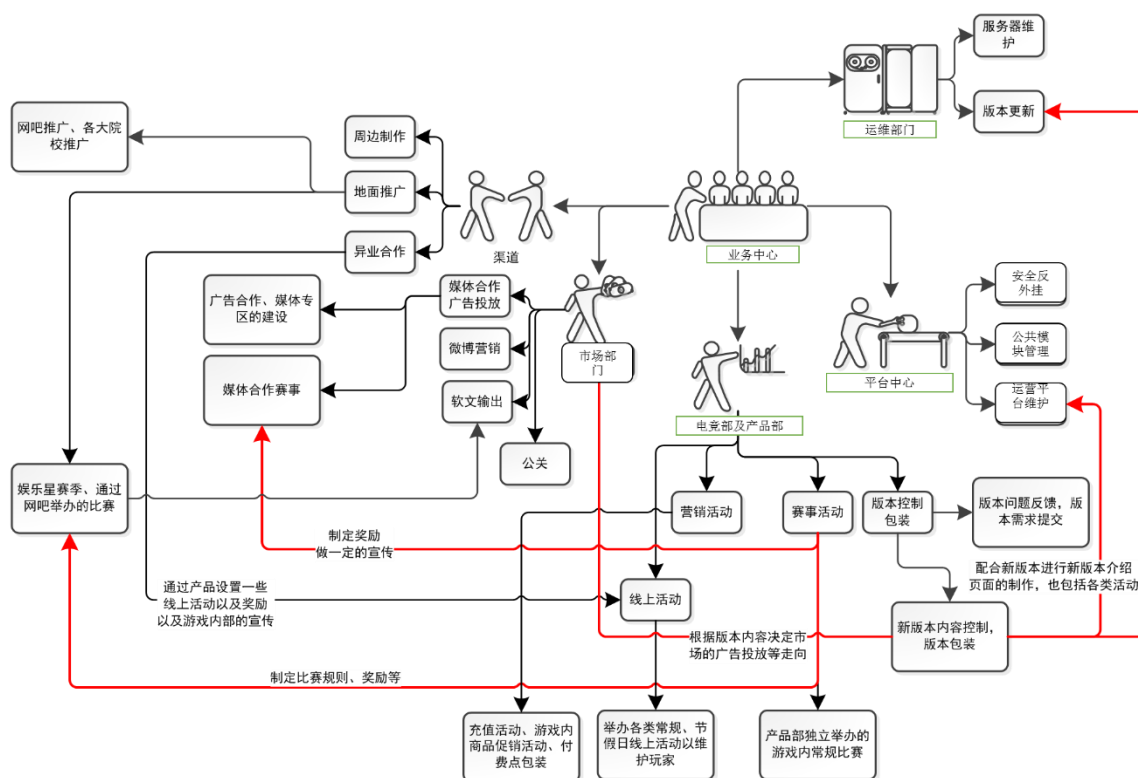 服务器维
护
网吧推广、各大院
校推广
周边制作
版本更新
运维部门
地面推广
异业合作
渠道
业务中心
广告合作、媒体专
区的建设
媒体合作
广告投放
安全反
外挂
微博营销
市场部
门
公共模
块管理
媒体合作赛事
软文输出
平台中心
运营平
台维护
电竞部及产品部
公关
娱乐星赛季、通过
网吧举办的比赛
营销活动
赛事活动
版本控制
包装
版本问题反馈，版
本需求提交
制定奖励
做一定的宣传
配合新版本进行新版本介绍
页面的制作，也包括各类活动
通过产品设置一些
线上活动以及奖励
以及游戏内部的宣传
线上活动
根据版本内容决定市
场的广告投放等走向
新版本内容控制，
版本包装
制定比赛规则、奖励等
充值活动、游戏内
商品促销活动、付
费点包装
举办各类常规、节
假日线上活动以维
护玩家
产品部独立举办的
游戏内常规比赛